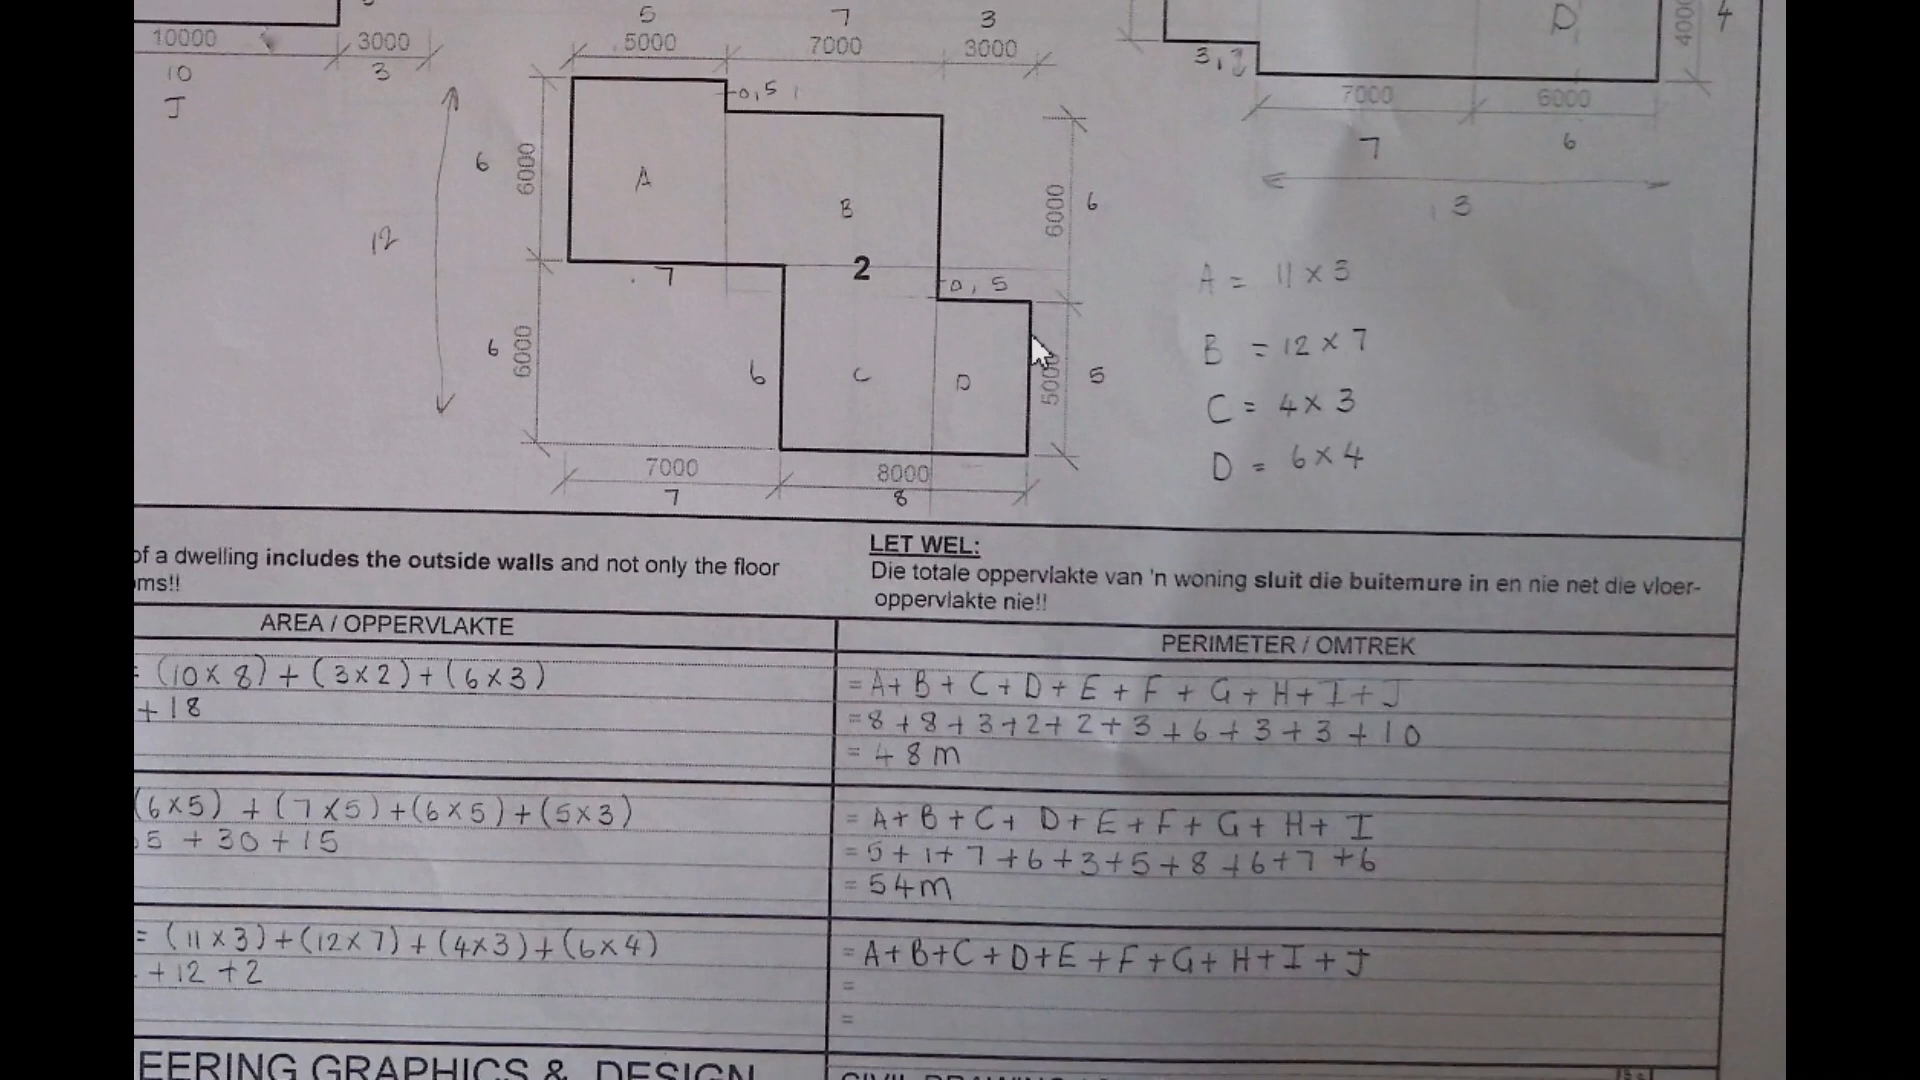 5
7
3
5000
7000
3000
10000
3000
10
3
J
0,5
D
4000
4
3,
7000
6000
7
6
13
6
6000
A
B
6000
6
12
7
2
0,5
6
6000
6
C
D
5000
5
7000
8000
7
8
A = 11 x 3
B = 12 x 7
C = 4 x 3
D = 6 x 4
of a dwelling includes the outside walls and not only the floor
oms!!
LET WEL:
Die totale oppervlakte van 'n woning sluit die buitemure in en nie net die vloer-
oppervlakte nie!!
AREA / OPPERVLAKTE
PERIMETER / OMTREK
= (10 x 8) + (3 x 2) + (6 x 3)
+ 18
= A + B + C + D + E + F + G + H + I + J
= 8 + 8 + 3 + 2 + 2 + 3 + 6 + 3 + 3 + 10
= 48 m
(6 x 5) + (7 x 5) + (6 x 5) + (5 x 3)
5 + 30 + 15
= A + B + C + D + E + F + G + H + I
= 5 + 1 + 7 + 6 + 3 + 5 + 8 + 6 + 7 + 6
= 54m
= (11 x 3) + (12 x 7) + (4 x 3) + (6 x 4)
+ 12 + 2
= A + B + C + D + E + F + G + H + I + J
=
=
EERING GRAPHICS & DESIGN